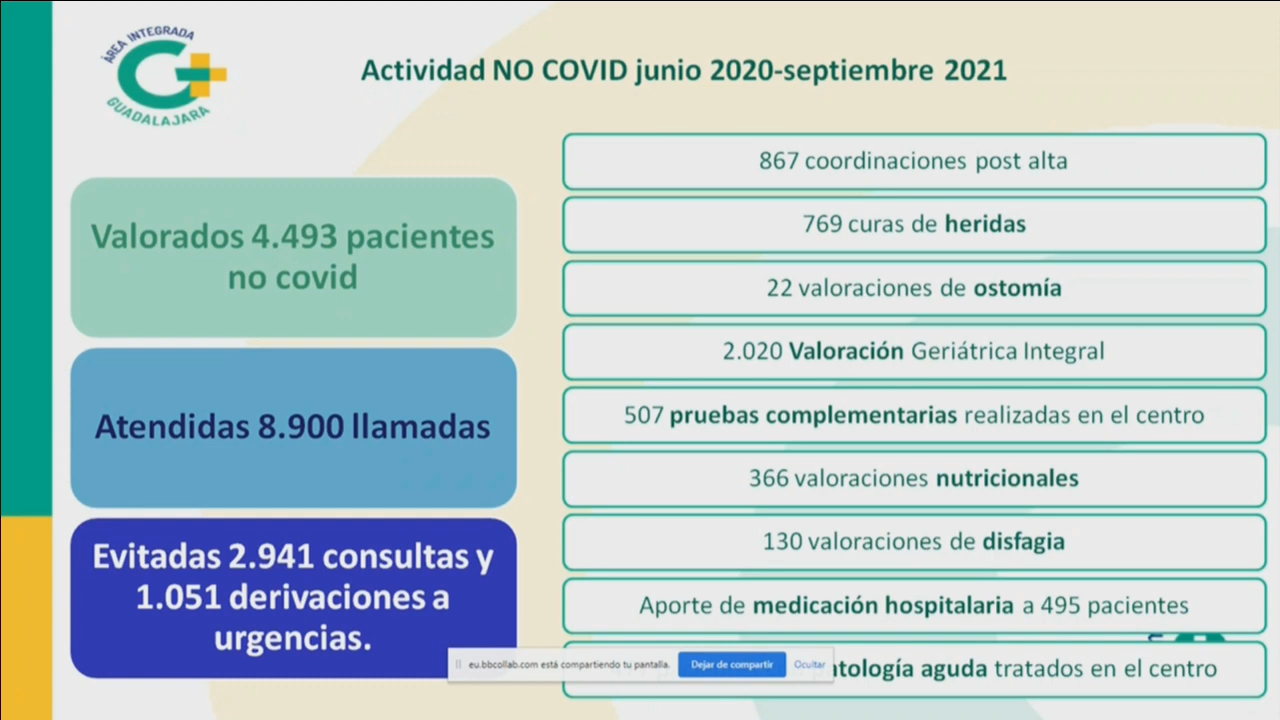 ÁREA INTEGRADA
GUADALAJARA
Actividad NO COVID junio 2020-septiembre 2021
Valorados 4.493 pacientes
no covid
Atendidas 8.900 llamadas
Evitadas 2.941 consultas y
1.051 derivaciones a
urgencias.
867 coordinaciones post alta
769 curas de heridas
22 valoraciones de ostomía
2.020 Valoración Geriátrica Integral
507 pruebas complementarias realizadas en el centro
366 valoraciones nutricionales
130 valoraciones de disfagia
Aporte de medicación hospitalaria a 495 pacientes
aguda tratados en el centro
eu.bbcollab.com está compartiendo tu pantalla.
Dejar de compartir
Ocultar